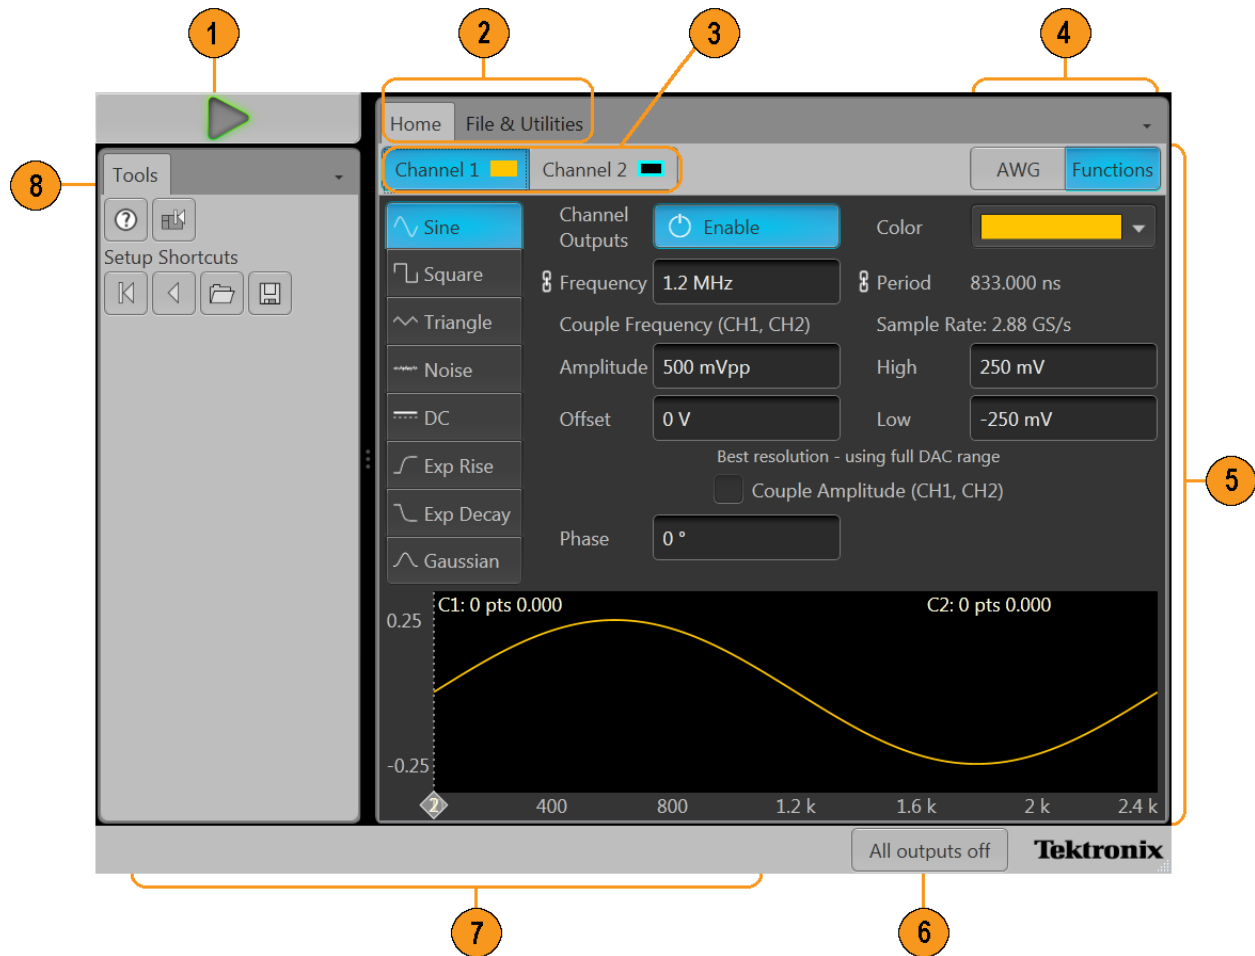 1
2
3
4
Home File & Utilities
Tools
8
Channel 1 Channel 2
AWG Functions
Setup Shortcuts
Sine
Square
Triangle
Noise
DC
Exp Rise
Exp Decay
Gaussian
Channel Outputs Enable Color
Frequency 1.2 MHz Period 833.000 ns
Couple Frequency (CH1, CH2) Sample Rate: 2.88 GS/s
Amplitude 500 mVpp High 250 mV
Offset 0 V Low -250 mV
Best resolution - using full DAC range
Couple Amplitude (CH1, CH2)
Phase 0 °
5
C1: 0 pts 0.000 C2: 0 pts 0.000
0.25
-0.25
2 400 800 1.2 k 1.6 k 2 k 2.4 k
All outputs off Tektronix
7
6